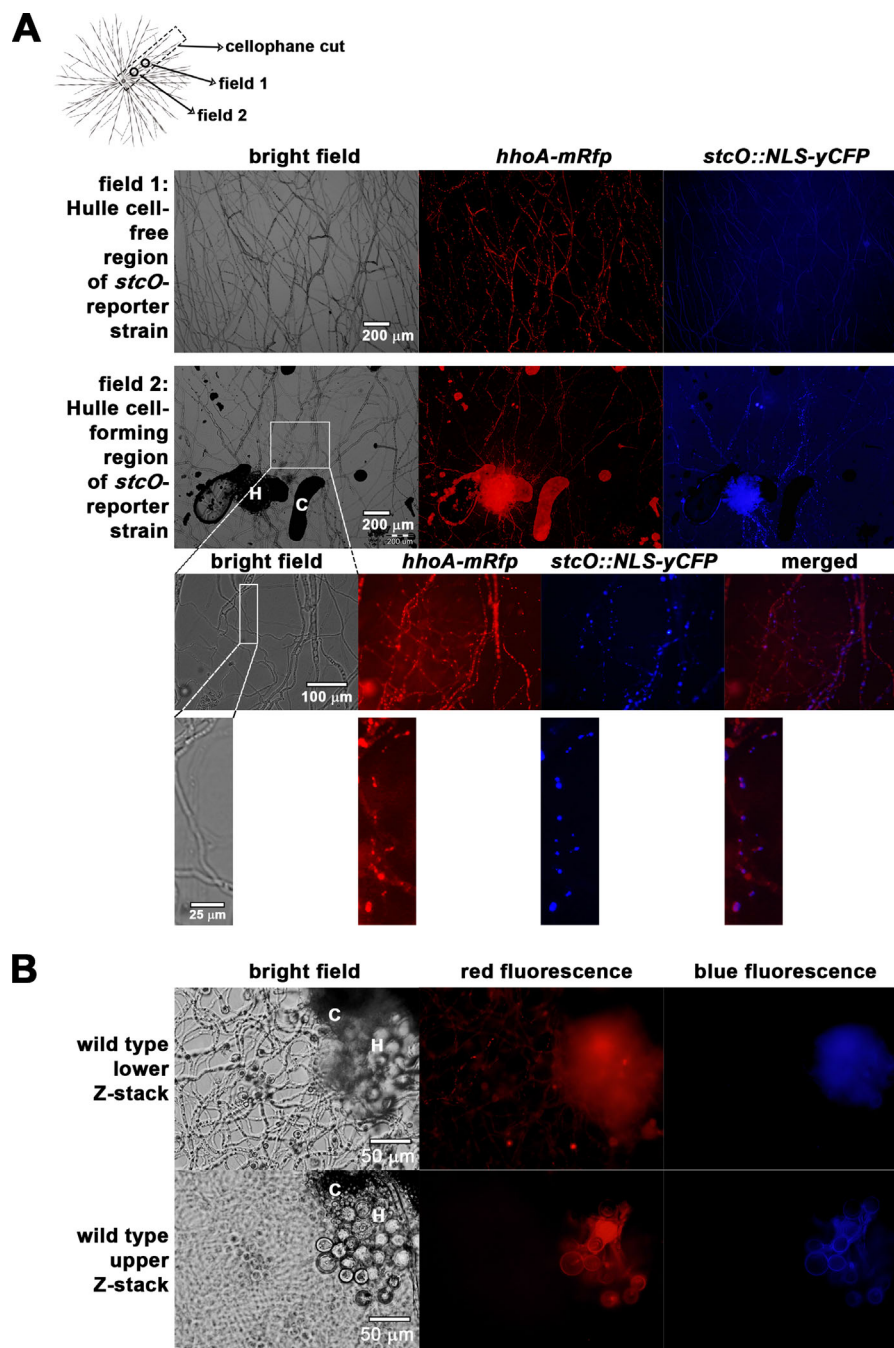 A
cellophane cut
field 1
field 2
bright field hhoA-mRfp stcO::NLS-yCFP
field 1:
Hulle cell-
free
region
of stcO-
reporter
strain
200 μm
field 2:
Hulle cell-
forming
region
of stcO-
reporter
strain
H
C
200 μm
200 um
bright field hhoA-mRfp stcO::NLS-yCFP merged
100 μm
25 μm
B
bright field red fluorescence blue fluorescence
wild type
lower
Z-stack
C
H
50 μm
wild type
upper
Z-stack
C
H
50 μm